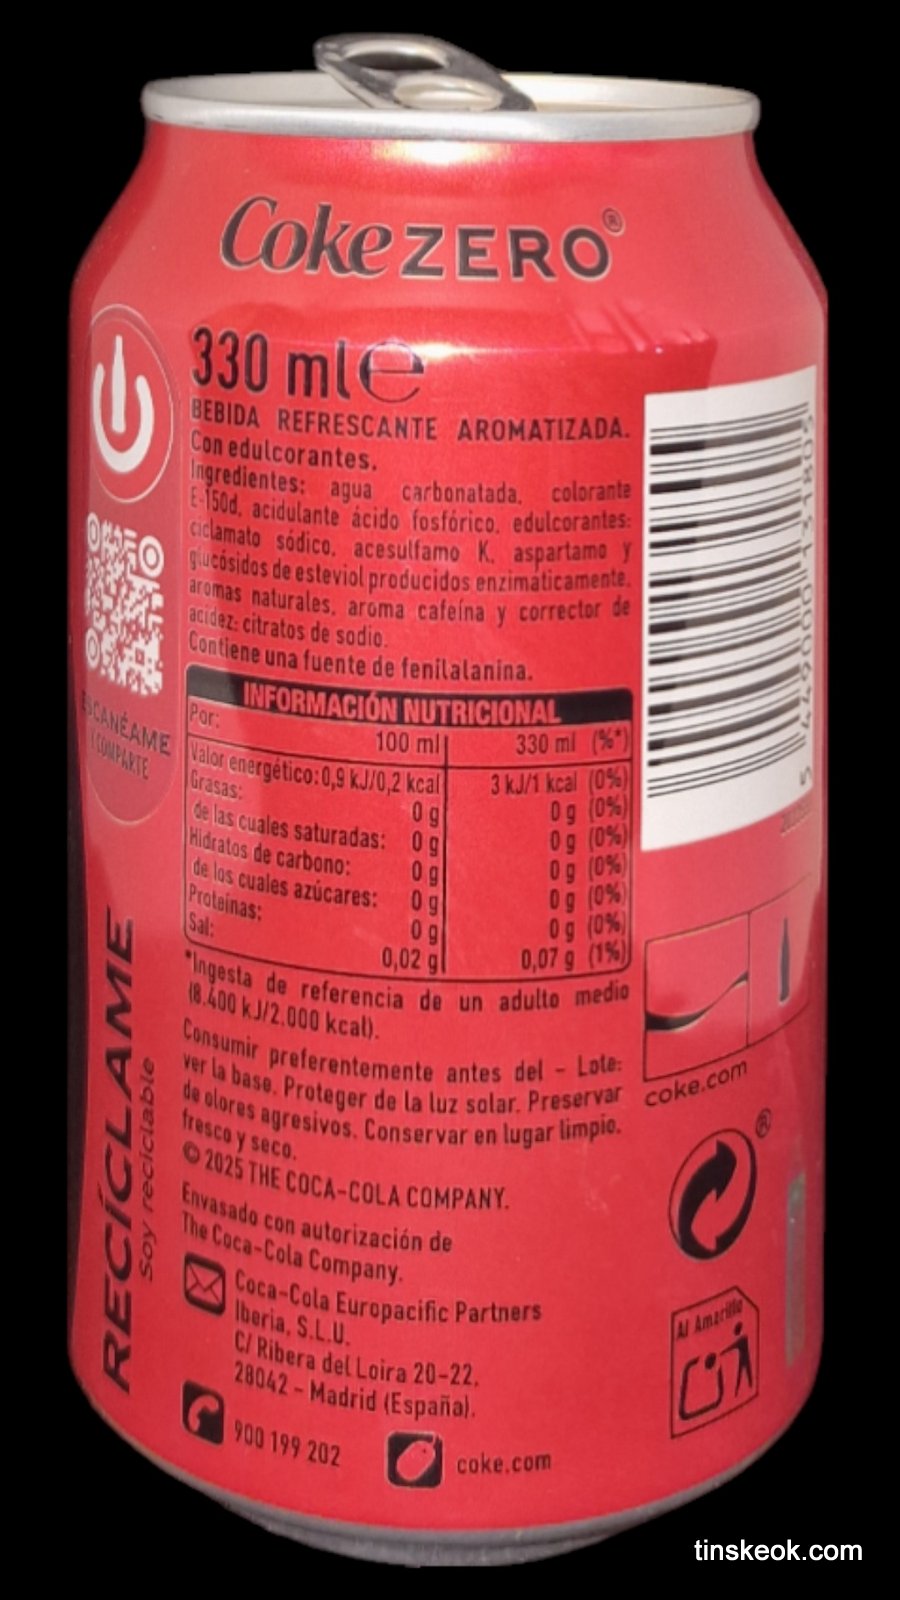 Coke ZERO®
330 ml e
BEBIDA REFRESCANTE AROMATIZADA.
Con edulcorantes.
Ingredientes: agua carbonatada, colorante
E-150d, acidulante ácido fosfórico, edulcorantes:
ciclamato sódico, acesulfamo K, aspartamo y
glucósidos de esteviol producidos enzimáticamente,
aromas naturales, aroma cafeína y corrector de
acidez: citratos de sodio.
Contiene una fuente de fenilalanina.
INFORMACIÓN NUTRICIONAL
Por: 100 ml 330 ml (%*)
Valor energético: 0,9 kJ/0,2 kcal 3 kJ/1 kcal (0%)
Grasas: 0 g 0 g (0%)
de las cuales saturadas: 0 g 0 g (0%)
Hidratos de carbono: 0 g 0 g (0%)
de los cuales azúcares: 0 g 0 g (0%)
Proteínas: 0 g 0 g (0%)
Sal: 0,02 g 0,07 g (1%)
*Ingesta de referencia de un adulto medio
(8.400 kJ/2.000 kcal).
Consumir preferentemente antes del - Lote:
ver la base. Proteger de la luz solar. Preservar
de olores agresivos. Conservar en lugar limpio,
fresco y seco.
© 2025 THE COCA-COLA COMPANY.
Envasado con autorización de
The Coca-Cola Company.
Coca-Cola Europacific Partners
Iberia, S.L.U.
C/ Ribera del Loira 20-22.
28042 - Madrid (España).
900 199 202
coke.com
ESCANÉAME
Y COMPARTE
RECÍCLAME
Soy reciclable
coke.com
®
Al Amarillo
tinskeok.com